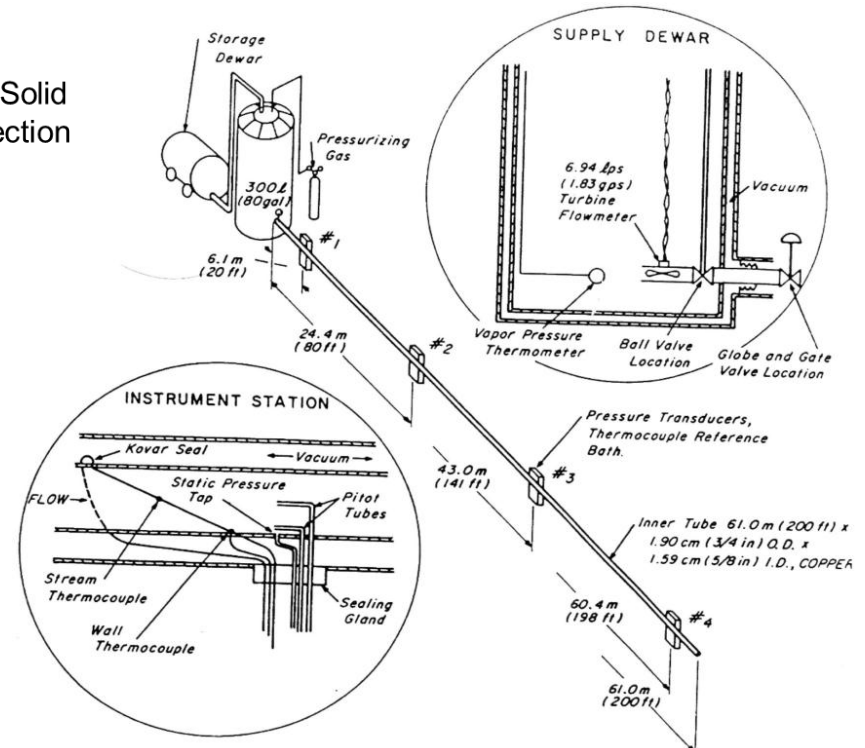 Solid
ection
Storage
Dewar
Pressurizing
Gas
300ℓ
(80gal)
6.1 m
(20 ft)
#1
24.4 m
(80 ft)
#2
SUPPLY DEWAR
6.94 ℓps
(1.83 gps)
Turbine
Flowmeter
Vacuum
Vapor Pressure
Thermometer
Ball Valve
Location
Globe and Gate
Valve Location
INSTRUMENT STATION
Kovar Seal
Vacuum
Static Pressure
Tap
Pitot
Tubes
FLOW
Stream
Thermocouple
Wall
Thermocouple
Sealing
Gland
Pressure Transducers,
Thermocouple Reference
Bath.
43.0 m
(141 ft)
#3
Inner Tube 61.0 m (200 ft) x
1.90 cm (3/4 in) O.D. x
1.59 cm (5/8 in) I.D., COPPER
60.4 m
(198 ft)
#4
61.0 m
(200 ft)